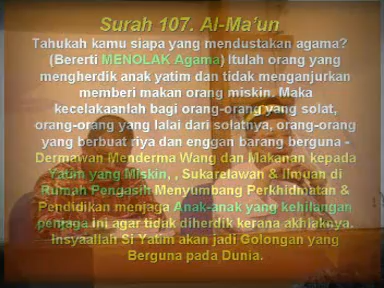 Surah 107. Al-Ma'un
Tahukah kamu siapa yang mendustakan agama?
(Bererti MENOLAK Agama) Itulah orang yang
mengherdik anak yatim dan tidak menganjurkan
memberi makan orang miskin. Maka
kecelakaanlah bagi orang-orang yang solat,
orang-orang yang lalai dari solatnya, orang-orang
yang berbuat riya dan enggan barang berguna -
Dermawan Menderma Wang dan Makanan kepada
Yatim yang Miskin, , Sukarelawan & Ilmuan di
Rumah Pengasih Menyumbang Perkhidmatan &
Pendidikan menjaga Anak-anak yang kehilangan
penjaga ini agar tidak diherdik kerana akhlaknya.
Insyaallah Si Yatim akan jadi Golongan yang
Berguna pada Dunia.